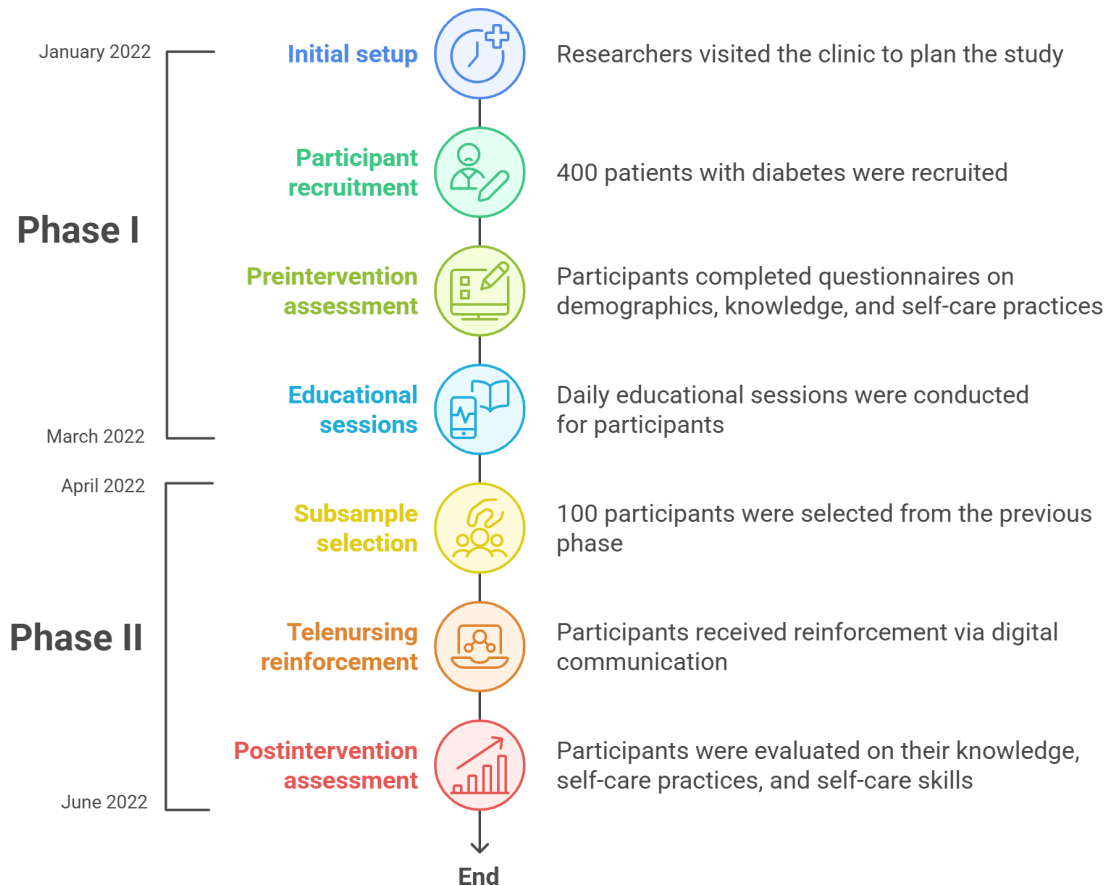 January 2022
Initial setup
Researchers visited the clinic to plan the study
Participant
recruitment
400 patients with diabetes were recruited
Phase I
Preintervention
assessment
Participants completed questionnaires on
demographics, knowledge, and self-care practices
Educational
sessions
Daily educational sessions were conducted
for participants
March 2022
April 2022
Subsample
selection
100 participants were selected from the previous
phase
Phase II
Telenursing
reinforcement
Participants received reinforcement via digital
communication
Postintervention
assessment
Participants were evaluated on their knowledge,
self-care practices, and self-care skills
June 2022
End